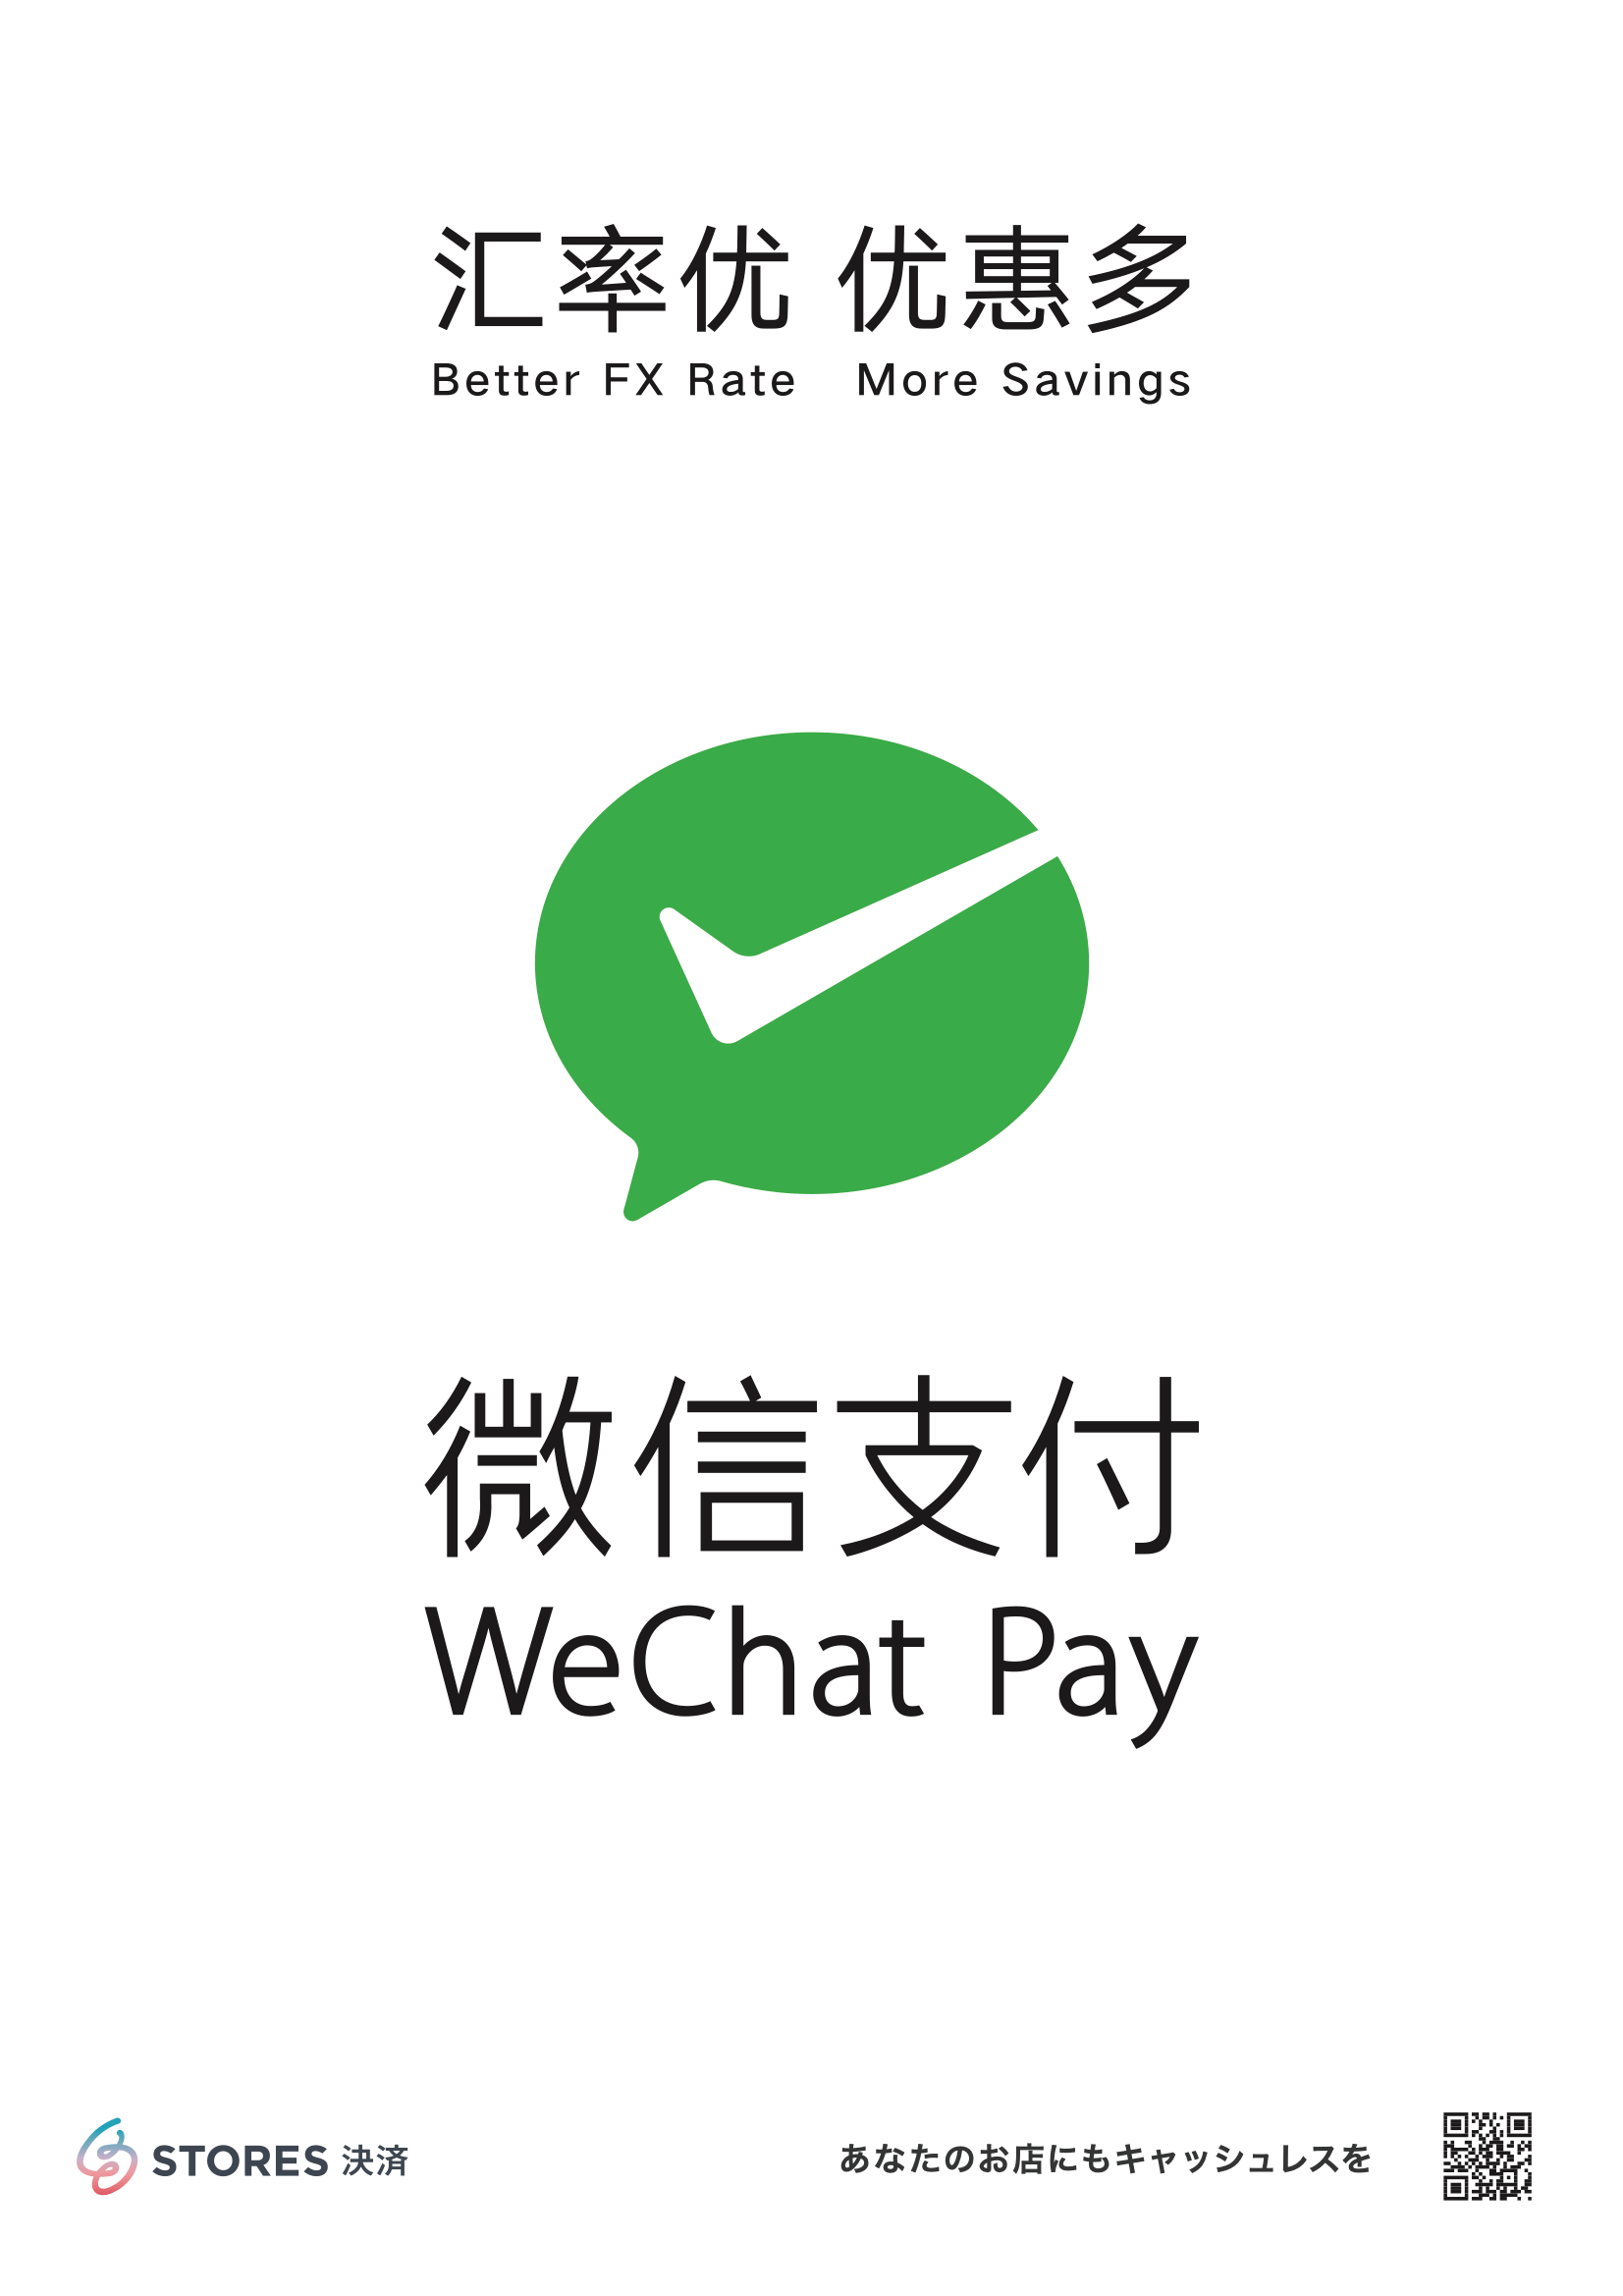 汇率优 优惠多
Better FX Rate More Savings
微信支付
WeChat Pay
STORES 決済
あなたのお店にもキャッシュレスを